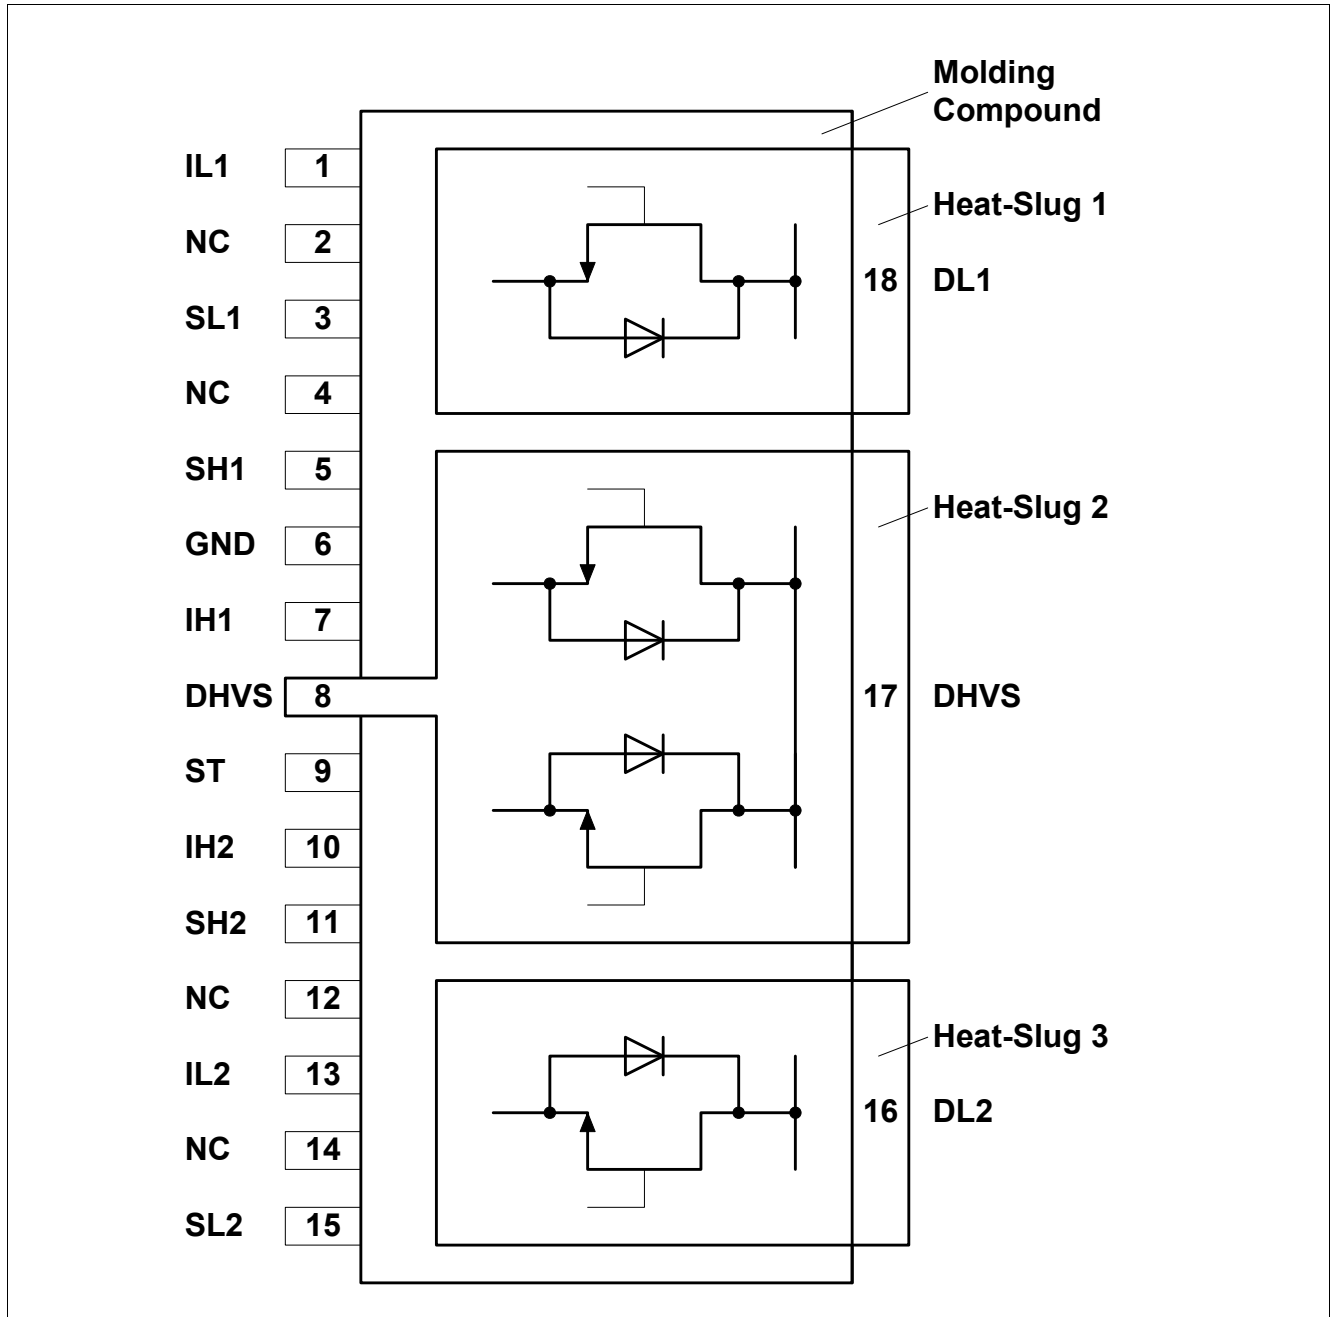 Molding
Compound
IL1 1
Heat-Slug 1
NC 2
18 DL1
SL1 3
NC 4
SH1 5
Heat-Slug 2
GND 6
IH1 7
DHVS 8
17 DHVS
ST 9
IH2 10
SH2 11
NC 12
Heat-Slug 3
IL2 13
16 DL2
NC 14
SL2 15